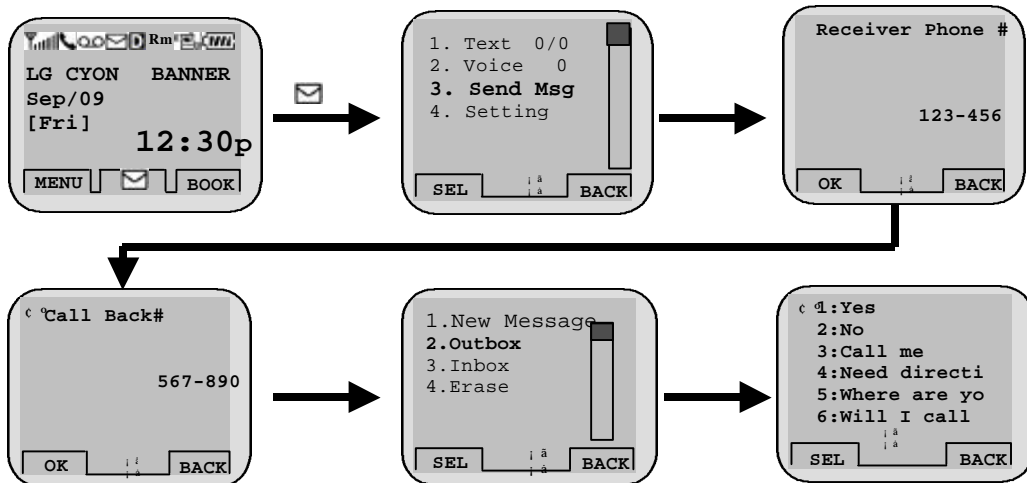 Rm
LG CYON BANNER
Sep/09
[Fri]
12:30p
MENU BOOK
1. Text 0/0
2. Voice 0
3. Send Msg
4. Setting
SEL BACK
Receiver Phone #
123-456
OK BACK
Call Back#
567-890
OK BACK
1.New Message
2.Outbox
3.Inbox
4.Erase
SEL BACK
1:Yes
2:No
3:Call me
4:Need directi
5:Where are yo
6:Will I call
SEL BACK